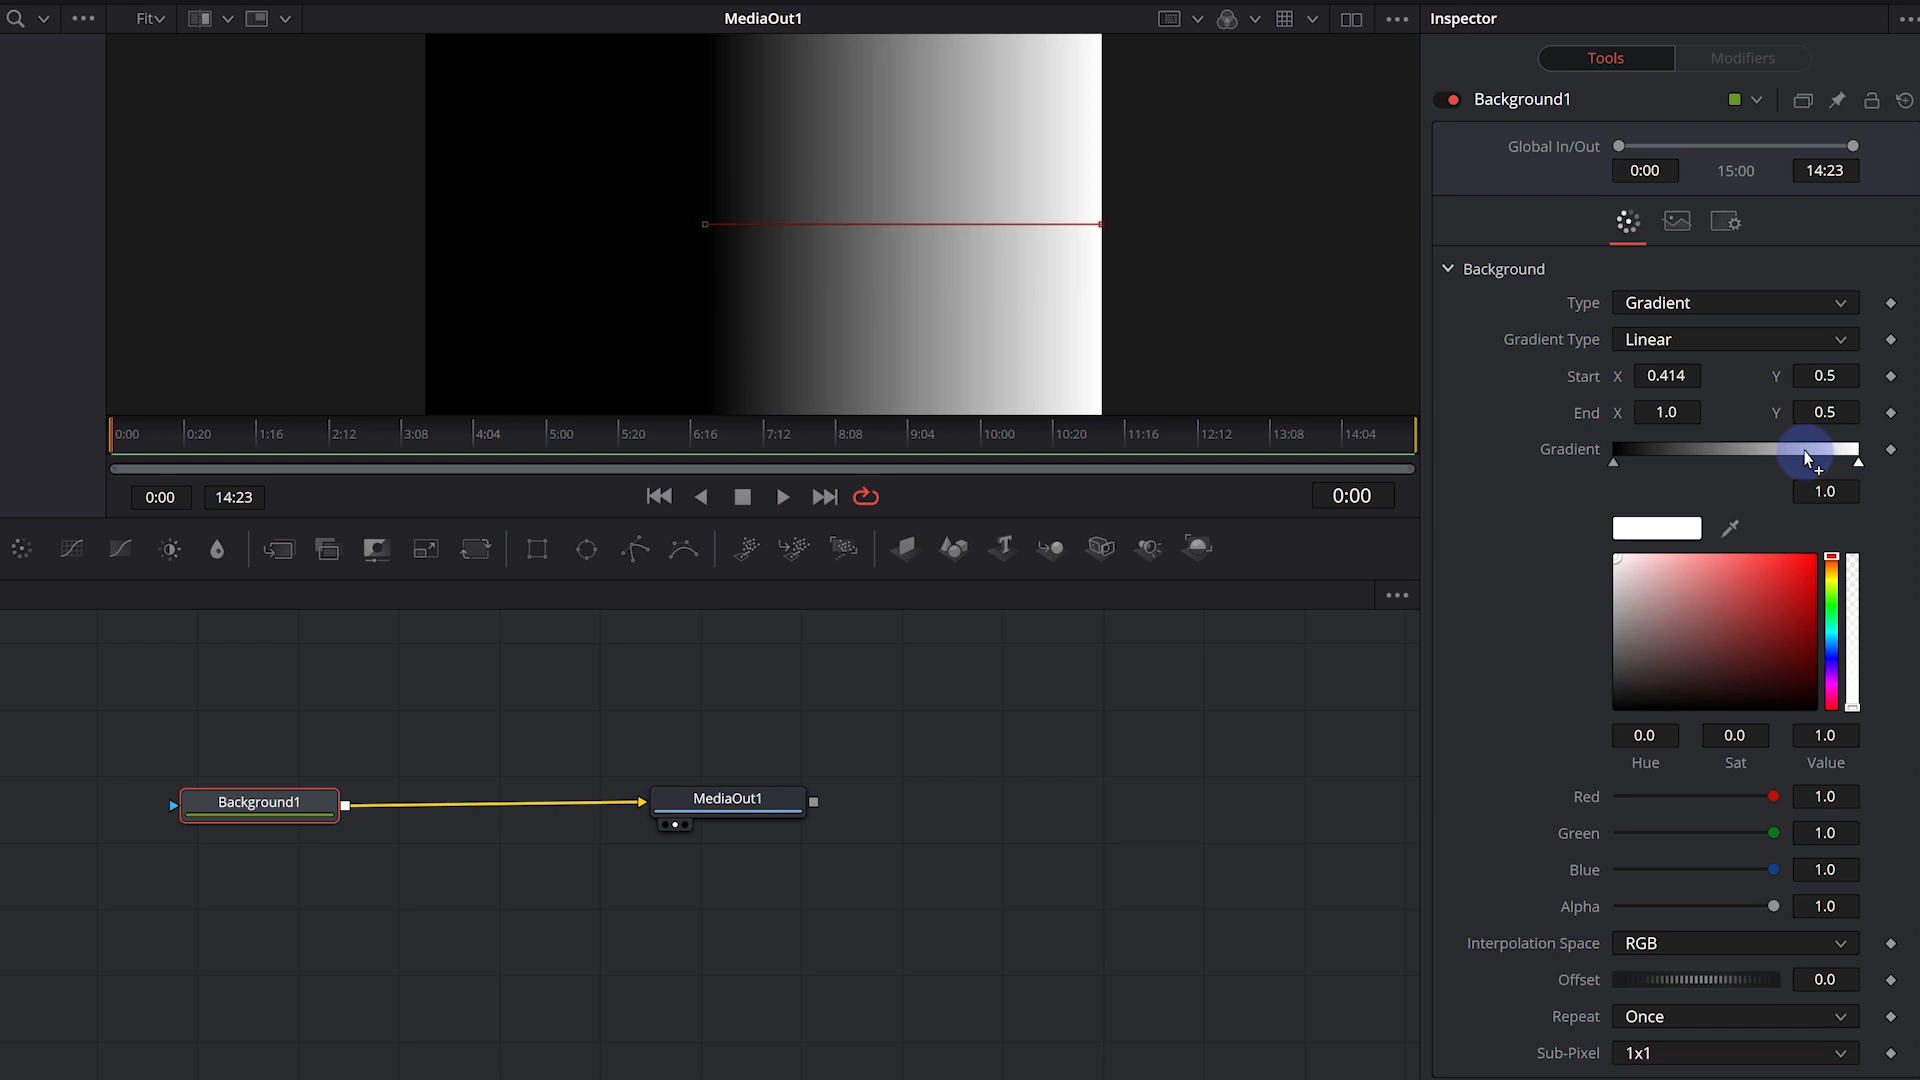 Fit
MediaOut1
Inspector
Tools
Modifiers
Background1
Global In/Out
0:00
15:00
14:23
Background
Type
Gradient
Gradient Type
Linear
Start
X
0.414
Y
0.5
End
X
1.0
Y
0.5
Gradient
1.0
0:00
0:20
1:16
2:12
3:08
4:04
5:00
5:20
6:16
7:12
8:08
9:04
10:00
10:20
11:16
12:12
13:08
14:04
0:00
14:23
0:00
0.0
0.0
1.0
Hue
Sat
Value
Red
1.0
Green
1.0
Blue
1.0
Alpha
1.0
Interpolation Space
RGB
Offset
0.0
Repeat
Once
Sub-Pixel
1x1
Background1
MediaOut1